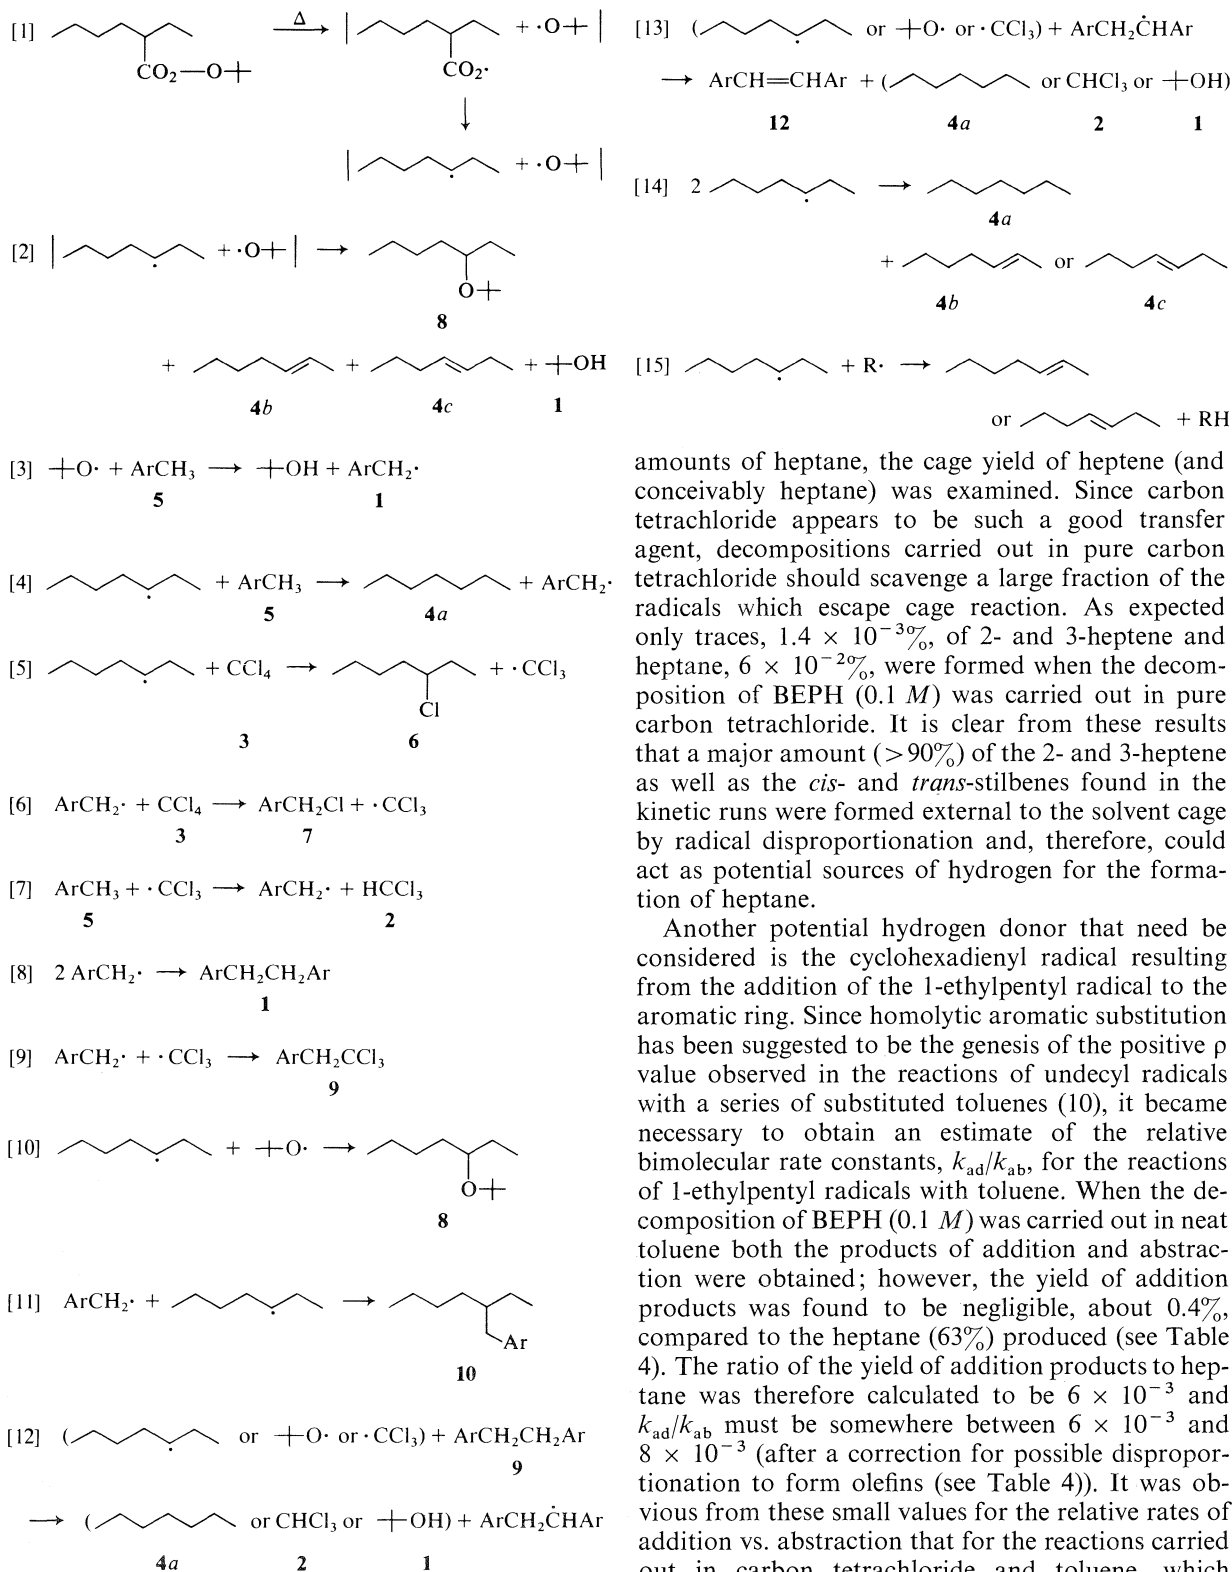 [1] Δ + ·O
CO₂—O CO₂·
+ ·O
[2] + ·O ⟶
O
8
+ + + OH
4b 4c 1
[3] O· + ArCH₃ ⟶ OH + ArCH₂·
5 1
[4] + ArCH₃ ⟶ + ArCH₂·
5 4a
[5] + CCl₄ ⟶ + ·CCl₃
Cl
3 6
[6] ArCH₂· + CCl₄ ⟶ ArCH₂Cl + ·CCl₃
3 7
[7] ArCH₃ + ·CCl₃ ⟶ ArCH₂· + HCCl₃
5 2
[8] 2 ArCH₂· ⟶ ArCH₂CH₂Ar
1
[9] ArCH₂· + ·CCl₃ ⟶ ArCH₂CCl₃
9
[10] + O· ⟶
O
8
[11] ArCH₂· + ⟶
Ar
10
[12] ( or O· or ·CCl₃) + ArCH₂CH₂Ar
9
⟶ ( or CHCl₃ or OH) + ArCH₂ĊHAr
4a 2 1
[13] ( or O· or ·CCl₃) + ArCH₂ĊHAr
⟶ ArCH=CHAr + ( or CHCl₃ or OH)
12 4a 2 1
[14] 2 ⟶
4a
+ or
4b 4c
[15] + R· ⟶
or + RH
amounts of heptane, the cage yield of heptene (and
conceivably heptane) was examined. Since carbon
tetrachloride appears to be such a good transfer
agent, decompositions carried out in pure carbon
tetrachloride should scavenge a large fraction of the
radicals which escape cage reaction. As expected
only traces, 1.4 × 10⁻³%, of 2- and 3-heptene and
heptane, 6 × 10⁻²%, were formed when the decom-
position of BEPH (0.1 M) was carried out in pure
carbon tetrachloride. It is clear from these results
that a major amount (>90%) of the 2- and 3-heptene
as well as the cis- and trans-stilbenes found in the
kinetic runs were formed external to the solvent cage
by radical disproportionation and, therefore, could
act as potential sources of hydrogen for the forma-
tion of heptane.
Another potential hydrogen donor that need be
considered is the cyclohexadienyl radical resulting
from the addition of the 1-ethylpentyl radical to the
aromatic ring. Since homolytic aromatic substitution
has been suggested to be the genesis of the positive ρ
value observed in the reactions of undecyl radicals
with a series of substituted toluenes (10), it became
necessary to obtain an estimate of the relative
bimolecular rate constants, k_ad/k_ab, for the reactions
of 1-ethylpentyl radicals with toluene. When the de-
composition of BEPH (0.1 M) was carried out in neat
toluene both the products of addition and abstrac-
tion were obtained; however, the yield of addition
products was found to be negligible, about 0.4%,
compared to the heptane (63%) produced (see Table
4). The ratio of the yield of addition products to hep-
tane was therefore calculated to be 6 × 10⁻³ and
k_ad/k_ab must be somewhere between 6 × 10⁻³ and
8 × 10⁻³ (after a correction for possible dispropor-
tionation to form olefins (see Table 4)). It was ob-
vious from these small values for the relative rates of
addition vs. abstraction that for the reactions carried
out in carbon tetrachloride and toluene, which